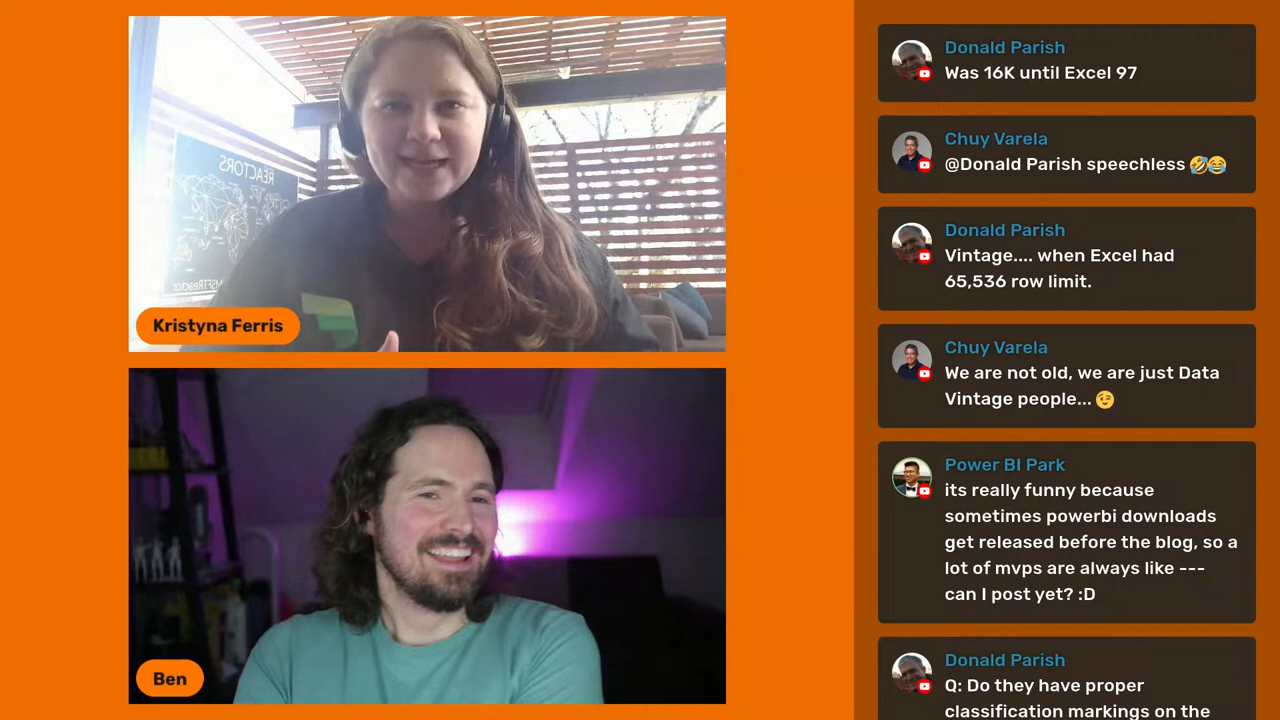 REACTORS
MSFTReactor
Kristyna Ferris
Ben
Donald Parish
Was 16K until Excel 97
Chuy Varela
@Donald Parish speechless 🤣😂
Donald Parish
Vintage.... when Excel had
65,536 row limit.
Chuy Varela
We are not old, we are just Data
Vintage people... 😉
Power BI Park
its really funny because
sometimes powerbi downloads
get released before the blog, so a
lot of mvps are always like ---
can I post yet? :D
Donald Parish
Q: Do they have proper
classification markings on the